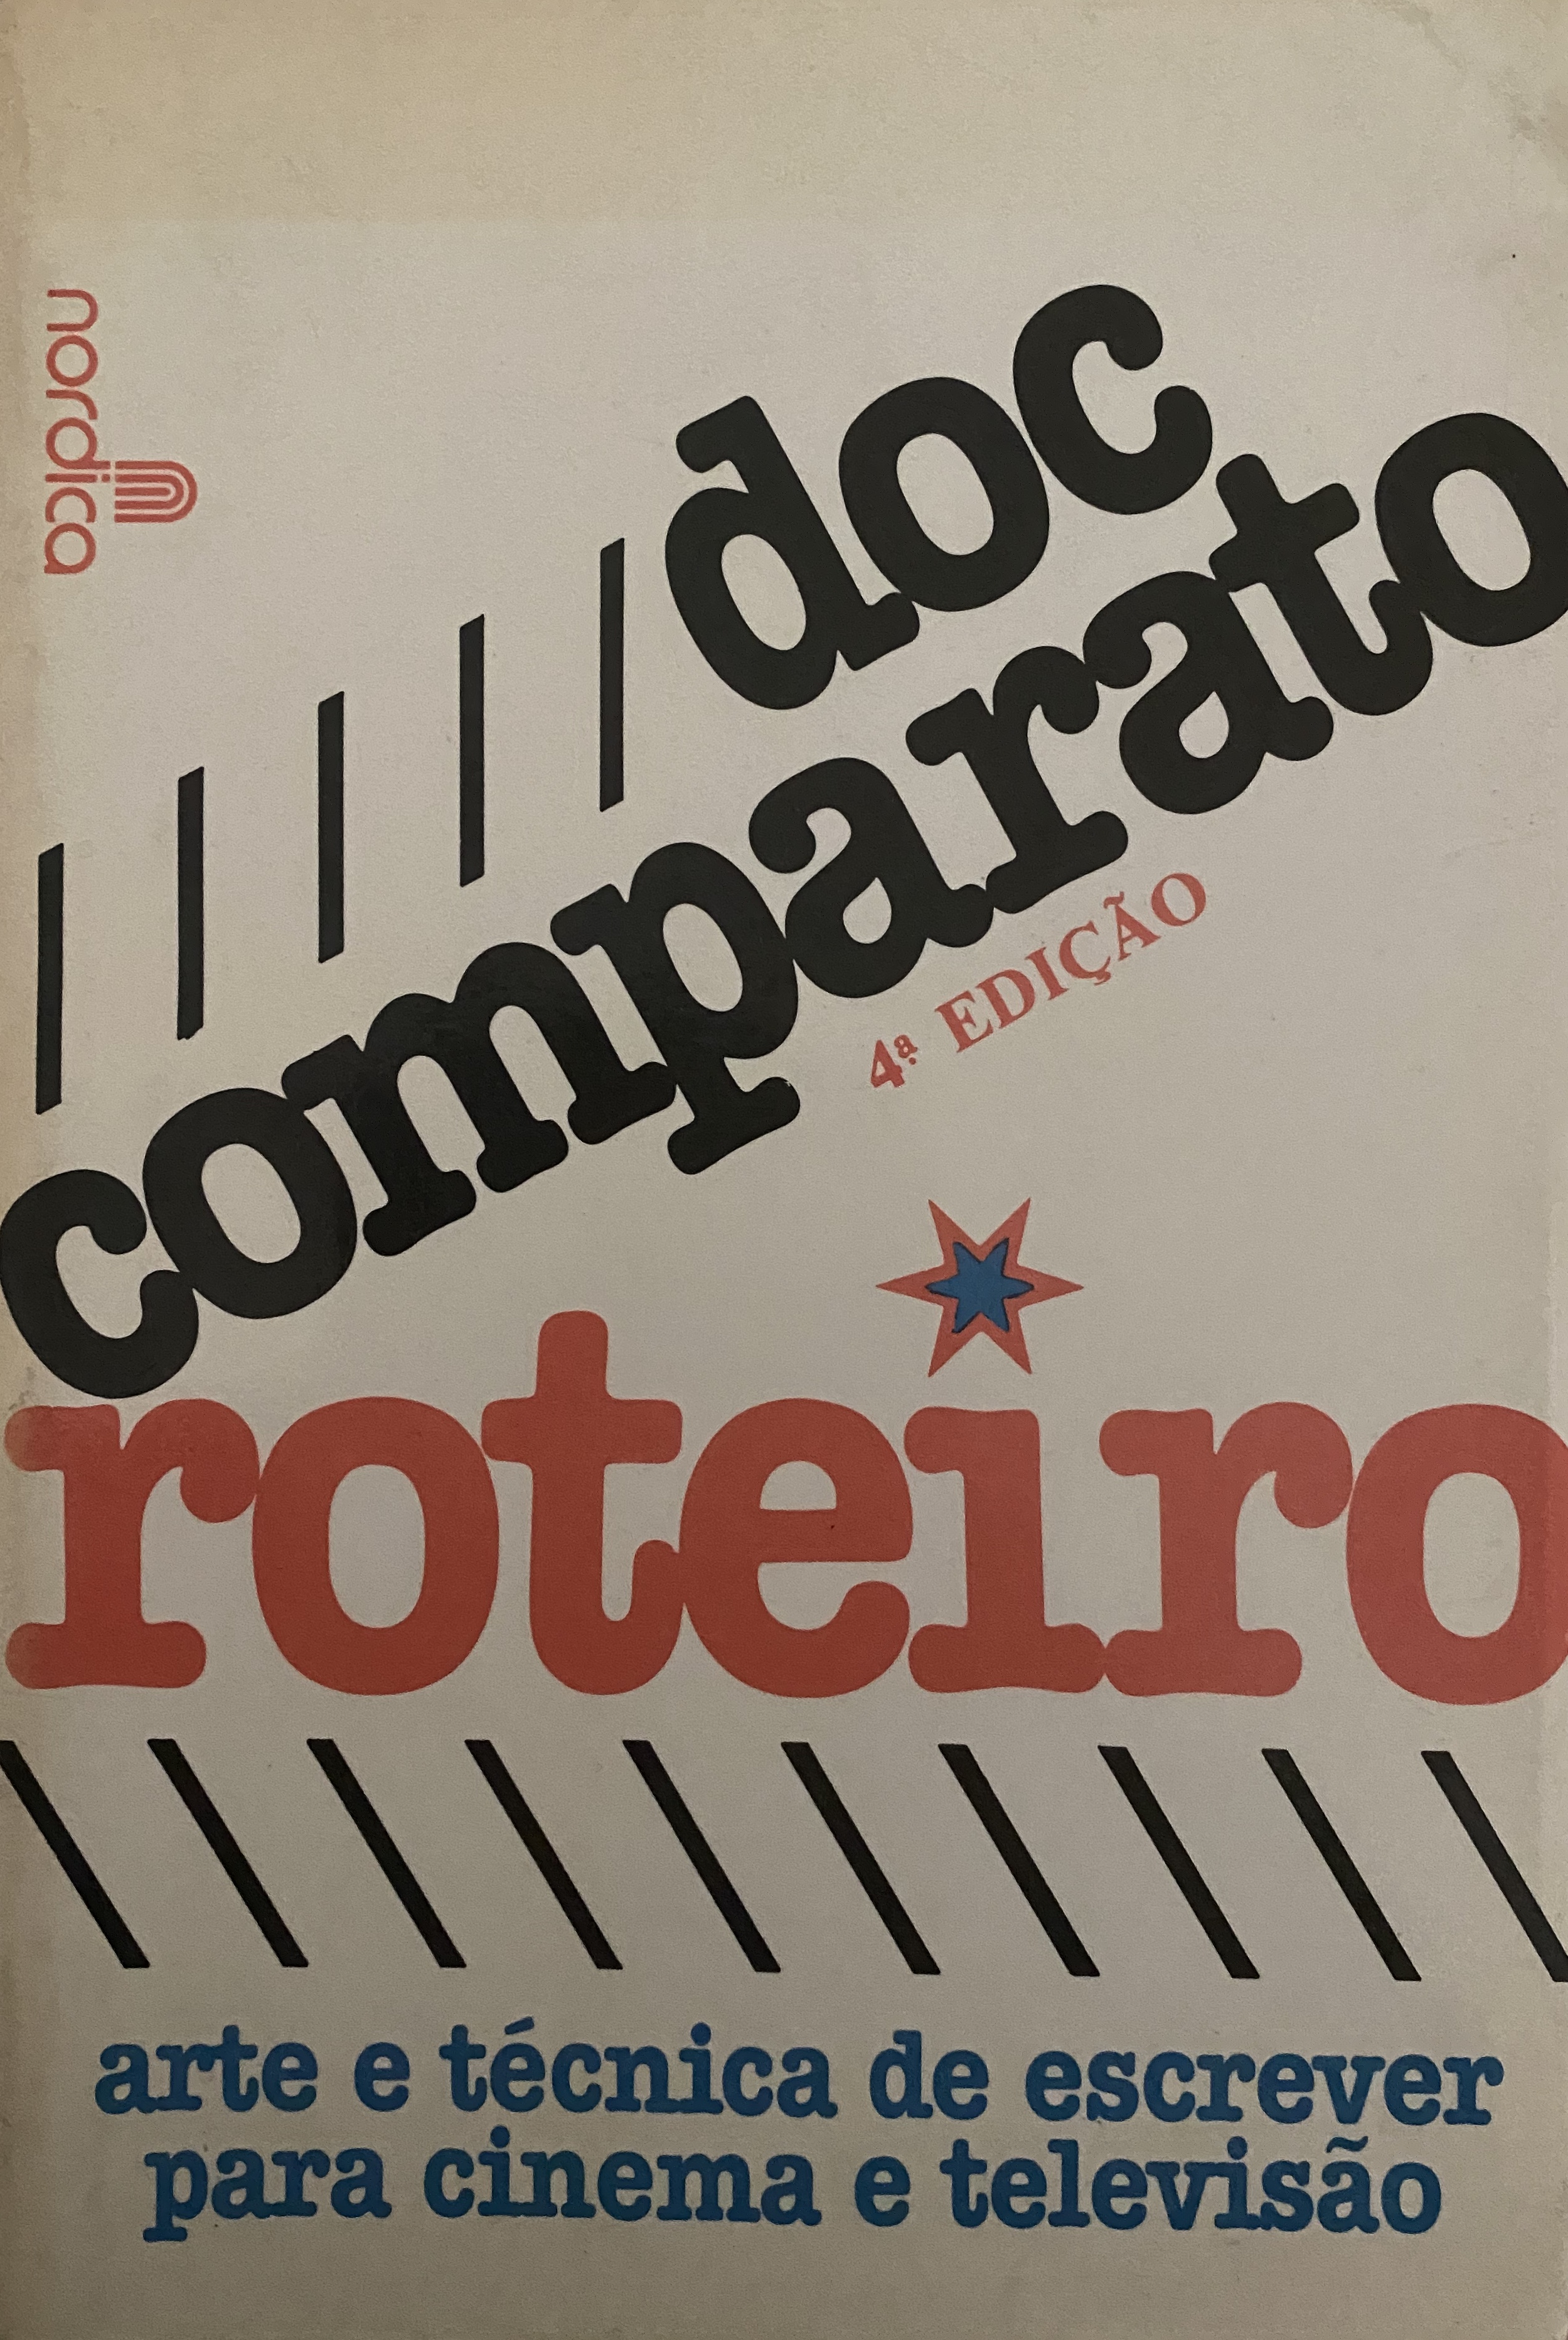 nordica
doc
comparato
4ª EDIÇÃO
roteiro
arte e técnica de escrever
para cinema e televisão